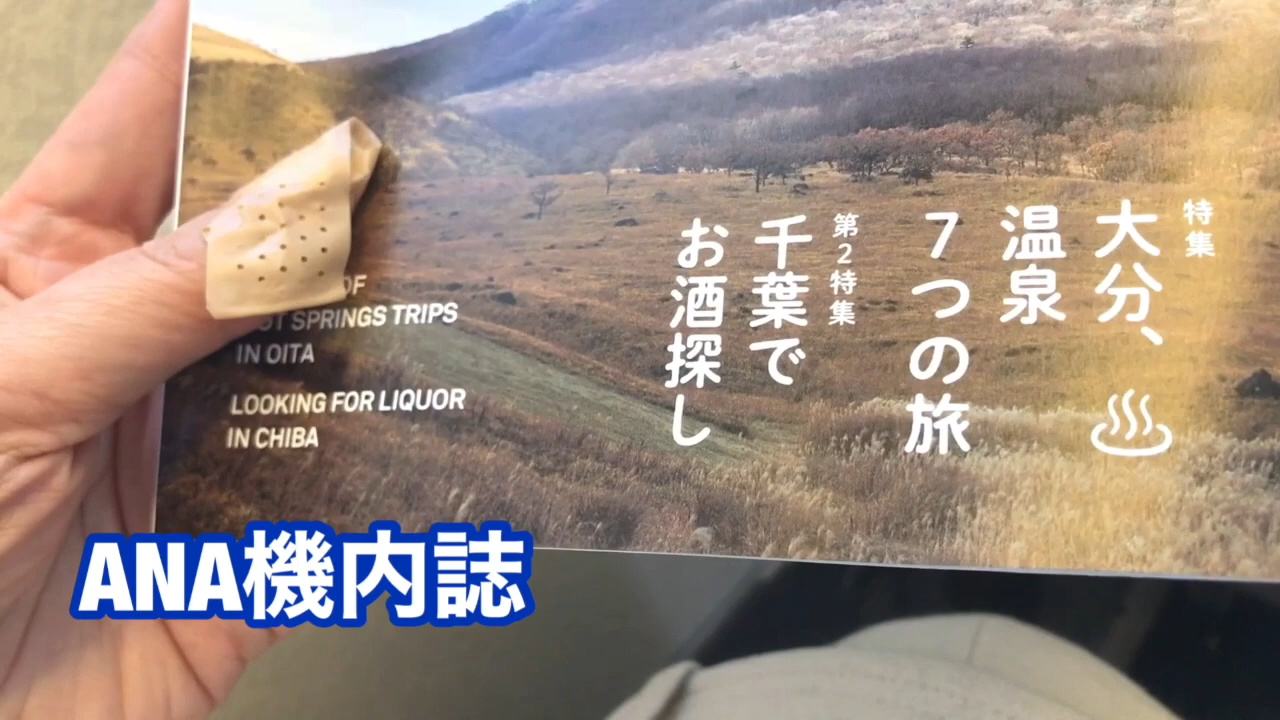 特集
大分、
温泉
7つの旅
第2特集
千葉で
お酒探し
OF
SPRINGS TRIPS
IN OITA
LOOKING FOR LIQUOR
IN CHIBA
ANA機内誌